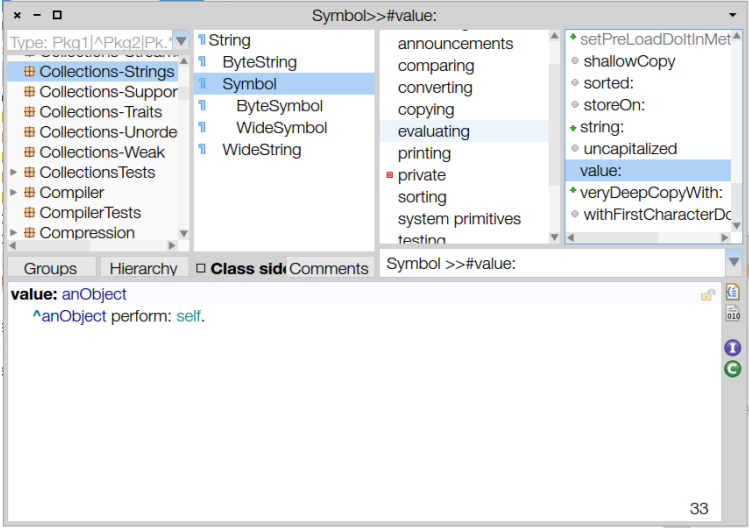 Symbol>>#value:
Type: Pkg1|^Pkg2|Pk.*
Collections-Strings
Collections-Suppor
Collections-Traits
Collections-Unorde
Collections-Weak
CollectionsTests
Compiler
CompilerTests
Compression
String
ByteString
Symbol
ByteSymbol
WideSymbol
WideString
announcements
comparing
converting
copying
evaluating
printing
private
sorting
system primitives
testing
setPreLoadDoItInMet
shallowCopy
sorted:
storeOn:
string:
uncapitalized
value:
veryDeepCopyWith:
withFirstCharacterDo
Groups
Hierarchy
Class side
Comments
Symbol >>#value:
value: anObject
^anObject perform: self.
010
I
C
33